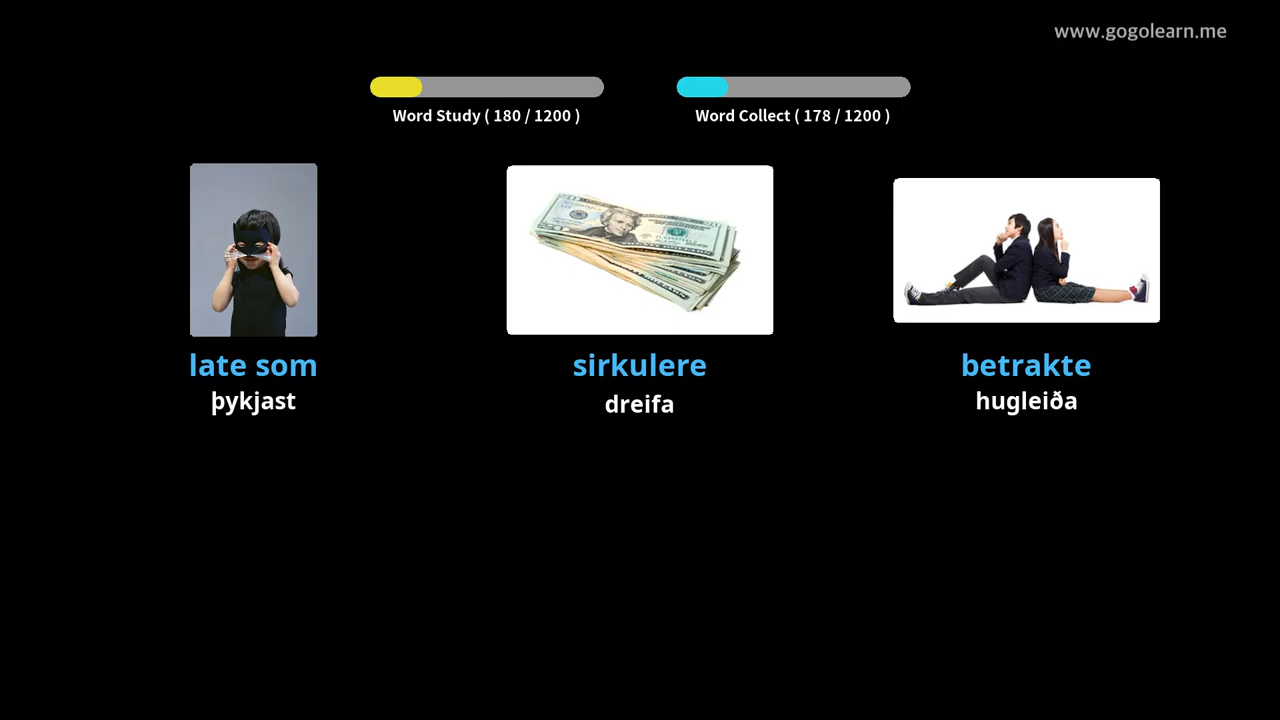 www.gogolearn.me
Word Study ( 180 / 1200 )
Word Collect ( 178 / 1200 )
late som
þykjast
sirkulere
dreifa
betrakte
hugleiða